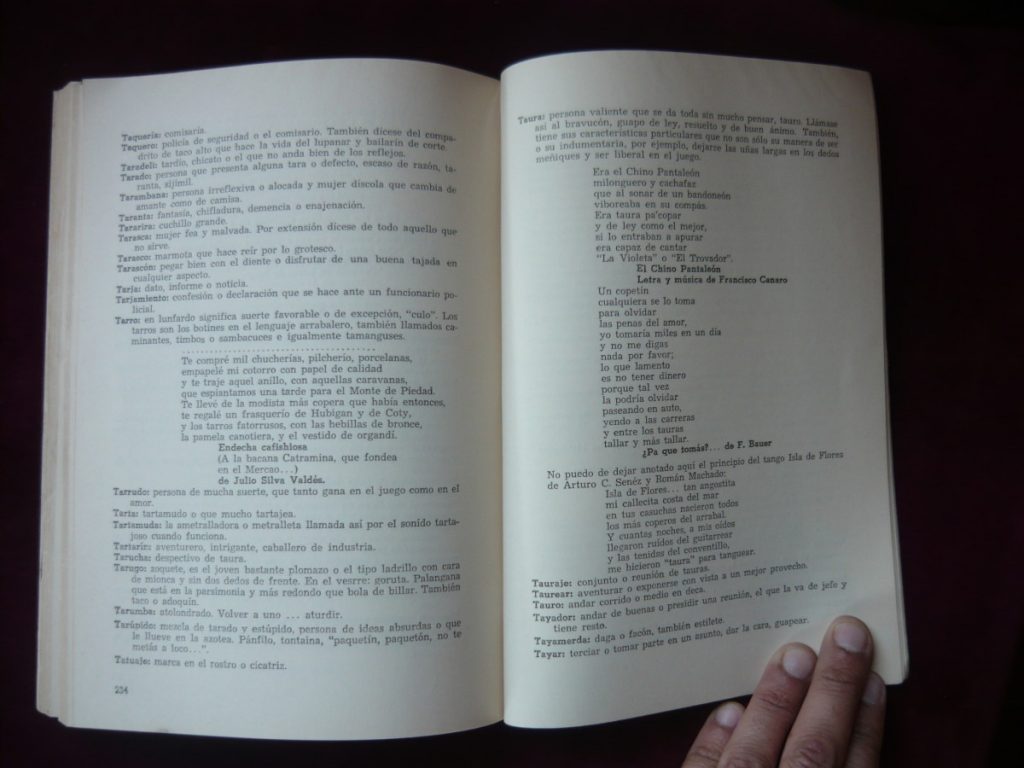 Taquería: comisaría.
Taquero: policía de seguridad o el comisario. También dícese del compa-
drito de taco alto que hace la vida del lupanar y bailarín de corte.
Taradeli: tardío, chicato o el que no anda bien de los reflejos.
Tarado: persona que presenta alguna tara o defecto, escaso de razón, ta-
ranta, sijimil.
Tarambana: persona irreflexiva o alocada y mujer díscola que cambia de
amante como de camisa.
Taranta: fantasía, chifladura, demencia o enajenación.
Tararira: cuchillo grande.
Tarasca: mujer fea y malvada. Por extensión dícese de todo aquello que
no sirve.
Tarasco: marmota que hace reír por lo grotesco.
Tarascón: pegar bien con el diente o disfrutar de una buena tajada en
cualquier aspecto.
Tarja: dato, informe o noticia.
Tarjamiento: confesión o declaración que se hace ante un funcionario po-
licial.
Tarro: en lunfardo significa suerte favorable o de excepción, "culo". Los
tarros son los botines en el lenguaje arrabalero, también llamados ca-
minantes, timbos o sambacuces e igualmente tamanguses.
Te compré mil chucherías, pilcherío, porcelanas,
empapelé mi cotorro con papel de calidad
y te traje aquel anillo, con aquellas caravanas,
que espiantamos una tarde para el Monte de Piedad.
Te llevé de la modista más copera que había entonces,
te regalé un frasquerío de Hubigan y de Coty,
y los tarros fatorrusos, con las hebillas de bronce,
la pamela canotiera, y el vestido de organdí.
Endecha cafishiosa
(A la bacana Catramina, que fondea
en el Mercao...)
de Julio Silva Valdés.
Tarrudo: persona de mucha suerte, que tanto gana en el juego como en el
amor.
Tarta: tartamudo o que mucho tartajea.
Tartamuda: la ametralladora o metralleta llamada así por el sonido tarta-
joso cuando funciona.
Tartarín: aventurero, intrigante, caballero de industria.
Tarucha: despectivo de taura.
Tarugo: zoquete, es el joven bastante plomazo o el tipo ladrillo con cara
de mionca y sin dos dedos de frente. En el vesrre: goruta. Palangana
que está en la parsimonia y más redondo que bola de billar. También
taco o adoquín.
Tarumba: atolondrado. Volver a uno ... aturdir.
Tarúpido: mezcla de tarado y estúpido, persona de ideas absurdas o que
le llueve en la azotea. Pánfilo, tontaina, "paquetín, paquetón, no te
metás a loco...".
Tatuaje: marca en el rostro o cicatriz.
234
Taura: persona valiente que se da toda sin mucho pensar, tauro. Llámase
así al bravucón, guapo de ley, resuelto y de buen ánimo. También,
tiene sus características particulares que no son sólo su manera de ser
o su indumentaria, por ejemplo, dejarse las uñas largas en los dedos
meñiques y ser liberal en el juego.
Era el Chino Pantaleón
milonguero y cachafaz
que al sonar de un bandoneón
viboreaba en su compás.
Era taura pa'copar
y de ley como el mejor,
si lo entraban a apurar
era capaz de cantar
"La Violeta" o "El Trovador".
El Chino Pantaleón
Letra y música de Francisco Canaro
Un copetín
cualquiera se lo toma
para olvidar
las penas del amor,
yo tomaría miles en un día
y no me digas
nada por favor;
lo que lamento
es no tener dinero
porque tal vez
la podría olvidar
paseando en auto,
yendo a las carreras
y entre los tauras
tallar y más tallar.
¿Pa que tomás?... de F. Bauer
No puedo de dejar anotado aquí el principio del tango Isla de Flores
de Arturo C. Senéz y Román Machado:
Isla de Flores... tan angostita
mi callecita costa del mar
en tus casuchas nacieron todos
los más coperos del arrabal.
Y cuantas noches, a mis oídes
llegaron ruídos del guitarrear
y las tenidas del conventillo,
me hicieron "taura" para tanguear.
Tauraje: conjunto o reunión de tauras.
Taurear: aventurar o exponerse con vista a un mejor provecho.
Tauro: andar corrido o medio en deca.
Tayador: andar de buenas o presidir una reunión, el que la va de jefe y
tiene resto.
Tayamerda: daga o facón, también estilete.
Tayar: terciar o tomar parte en un asunto, dar la cara, guapear.